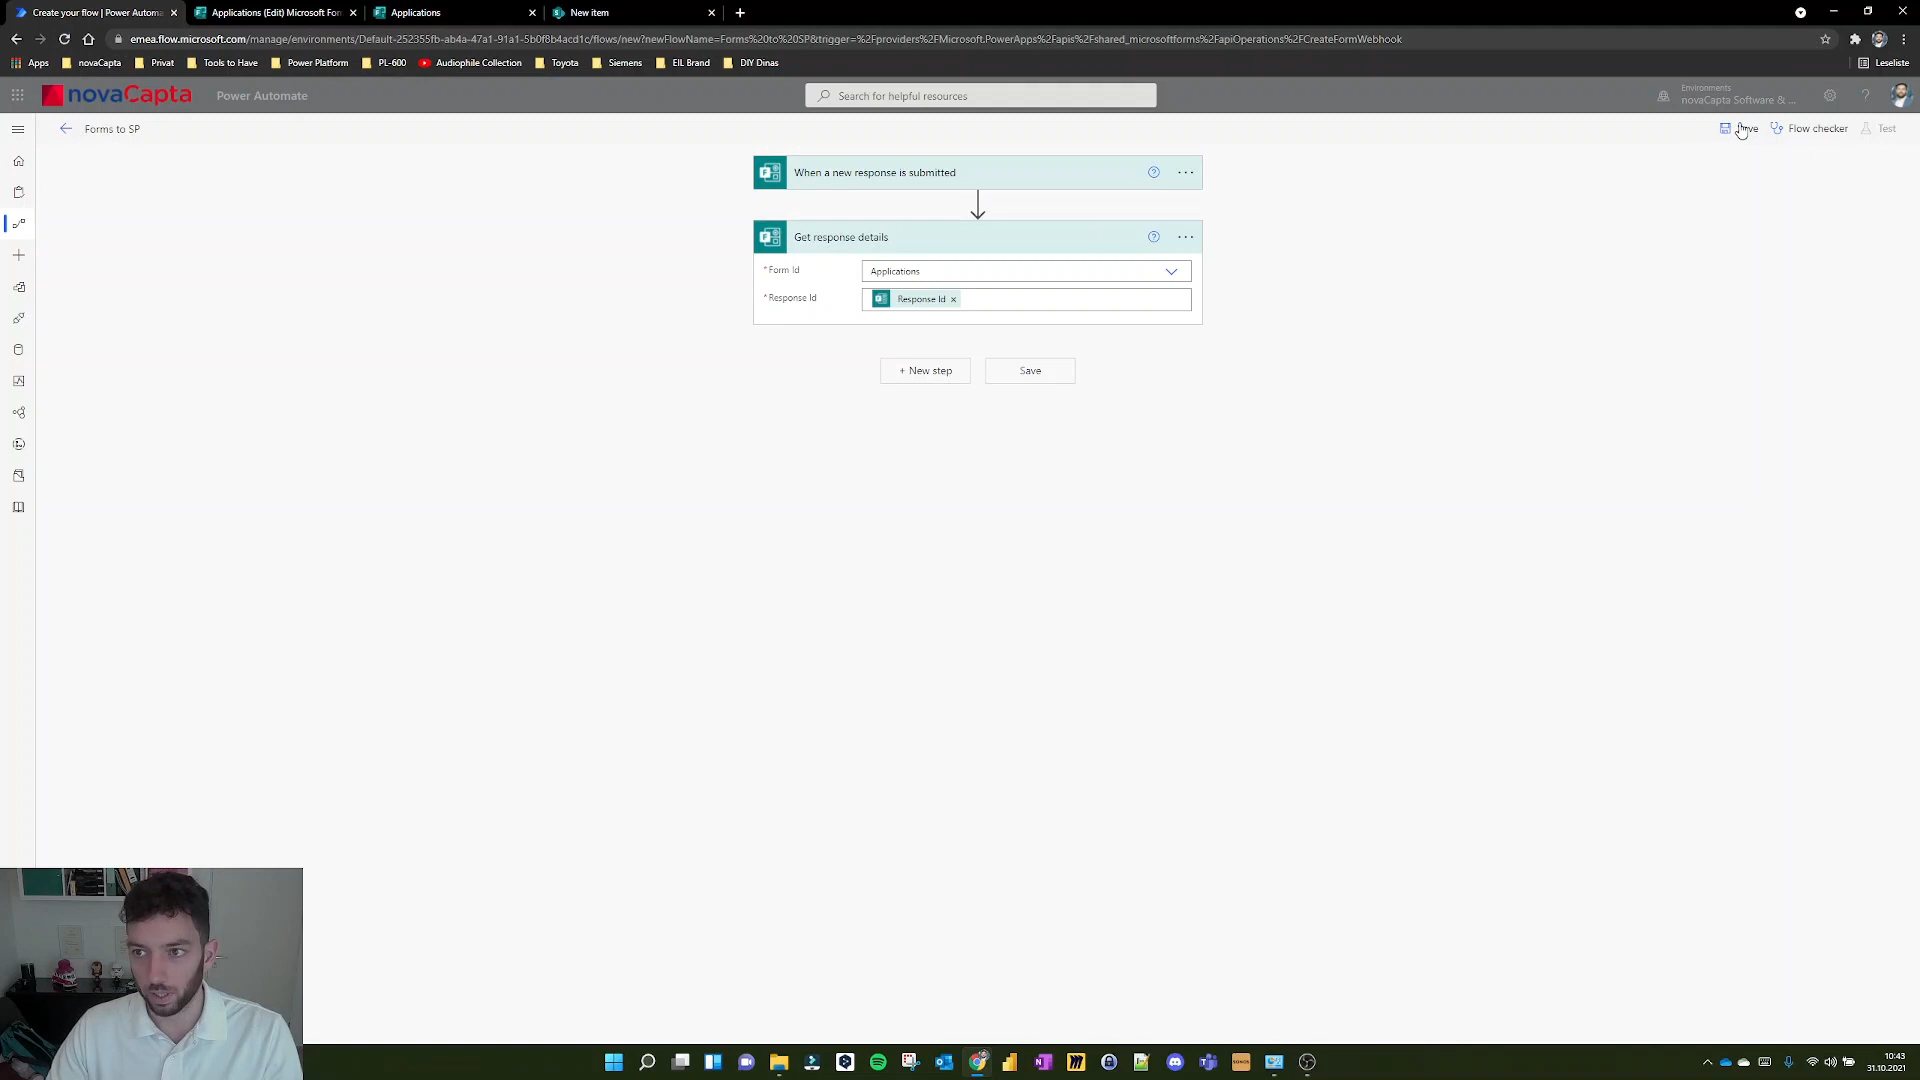 Create your flow | Power Automa
Applications (Edit) Microsoft For
Applications
New item
emea.flow.microsoft.com/manage/environments/Default-252355fb-ab4a-47a1-91a1-5b0f8b4acd1c/flows/new?newFlowName=Forms%20to%20SP&trigger=%2Fproviders%2FMicrosoft.PowerApps%2Fapis%2Fshared_microsoftforms%2FapiOperations%2FCreateFormWebhook
Apps
novaCapta
Privat
Tools to Have
Power Platform
PL-600
Audiophile Collection
Toyota
Siemens
EIL Brand
DIY Dinas
Leseliste
novaCapta
Power Automate
Search for helpful resources
Environments
novaCapta Software & ...
Forms to SP
Flow checker
Test
When a new response is submitted
Get response details
* Form Id
Applications
* Response Id
Response Id
+ New step
Save
10:43
31.10.2021